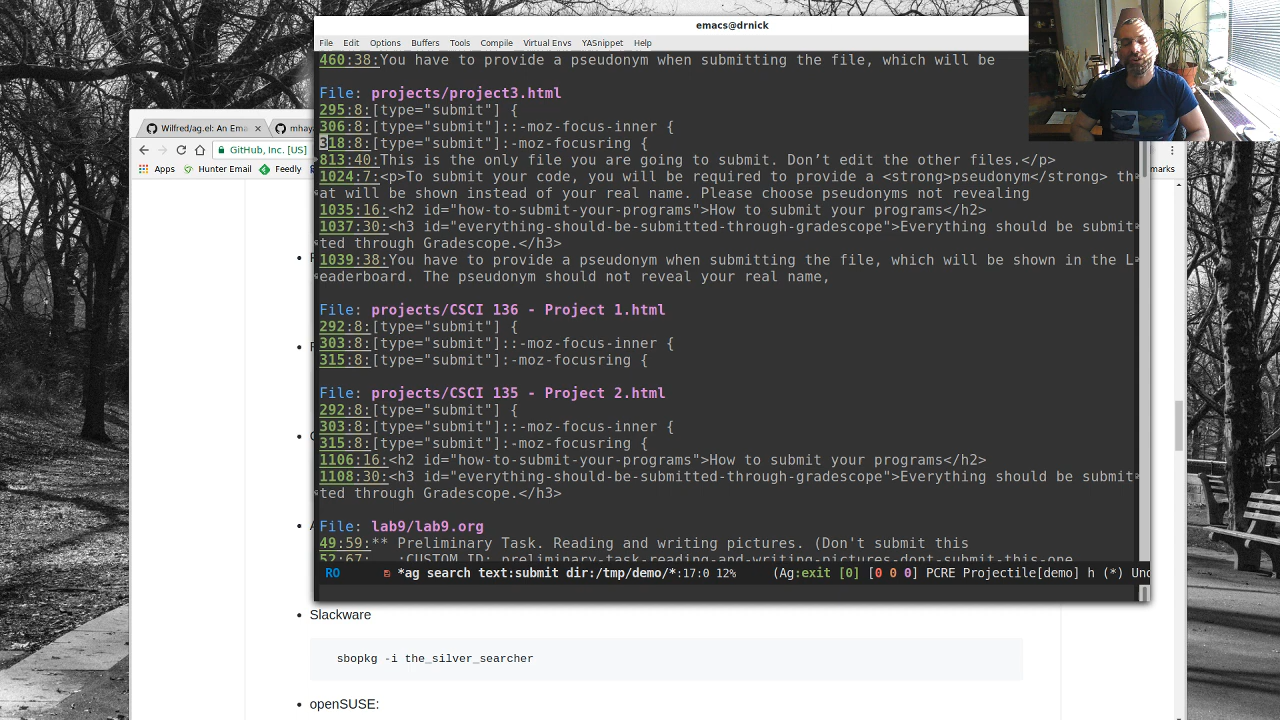 emacs@drnick
File Edit Options Buffers Tools Compile Virtual Envs YASnippet Help
460:38:You have to provide a pseudonym when submitting the file, which will be
File: projects/project3.html
295:8:[type="submit"] {
306:8:[type="submit"]::-moz-focus-inner {
318:8:[type="submit"]:-moz-focusring {
813:40:This is the only file you are going to submit. Don’t edit the other files.</p>
1024:7:<p>To submit your code, you will be required to provide a <strong>pseudonym</strong> th
at will be shown instead of your real name. Please choose pseudonyms not revealing
1035:16:<h2 id="how-to-submit-your-programs">How to submit your programs</h2>
1037:30:<h3 id="everything-should-be-submitted-through-gradescope">Everything should be submit
ted through Gradescope.</h3>
1039:38:You have to provide a pseudonym when submitting the file, which will be shown in the L
eaderboard. The pseudonym should not reveal your real name,
File: projects/CSCI 136 - Project 1.html
292:8:[type="submit"] {
303:8:[type="submit"]::-moz-focus-inner {
315:8:[type="submit"]:-moz-focusring {
File: projects/CSCI 135 - Project 2.html
292:8:[type="submit"] {
303:8:[type="submit"]::-moz-focus-inner {
315:8:[type="submit"]:-moz-focusring {
1106:16:<h2 id="how-to-submit-your-programs">How to submit your programs</h2>
1108:30:<h3 id="everything-should-be-submitted-through-gradescope">Everything should be submit
ted through Gradescope.</h3>
File: lab9/lab9.org
49:59:** Preliminary Task. Reading and writing pictures. (Don't submit this
52:67: :CUSTOM_ID: preliminary-task-reading-and-writing-pictures-dont-submit-this-one
RO *ag search text:submit dir:/tmp/demo/*:17:0 12% (Ag:exit [0] [0 0 0] PCRE Projectile[demo] h (*) Und
Wilfred/ag.el: An Ema × mhay
GitHub, Inc. [US]
Apps Hunter Email Feedly marks
• Slackware
sbopkg -i the_silver_searcher
• openSUSE: